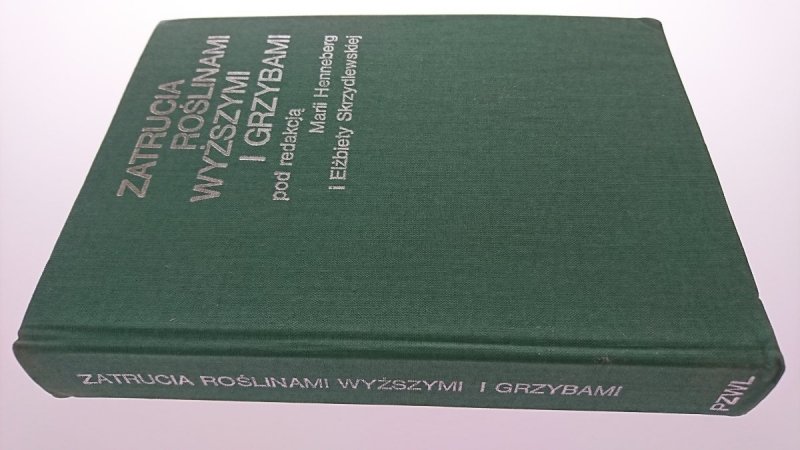 ZATRUCIA
ROŚLINAMI
WYŻSZYMI
I GRZYBAMI
pod redakcją
Marii Henneberg
i Elżbiety Skrzydlewskiej
ZATRUCIA ROŚLINAMI WYŻSZYMI I GRZYBAMI
PZWL